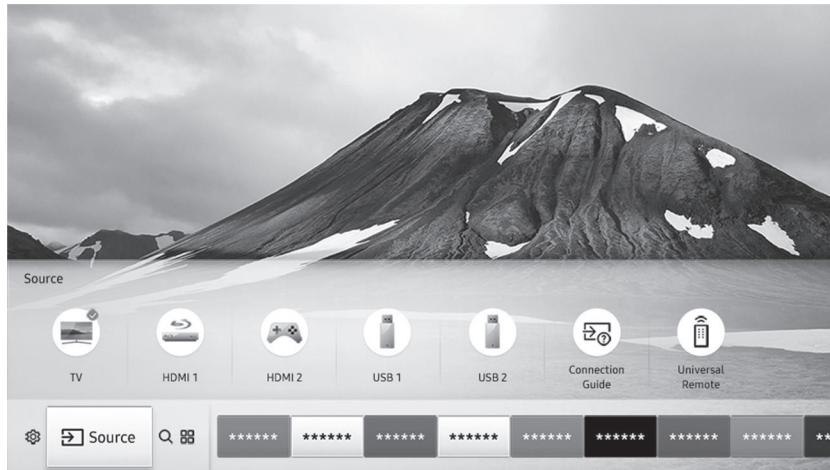 Source
TV
HDMI 1
HDMI 2
USB 1
USB 2
Connection
Guide
Universal
Remote
Source
****** ****** ****** ****** ****** ****** ****** ****** **